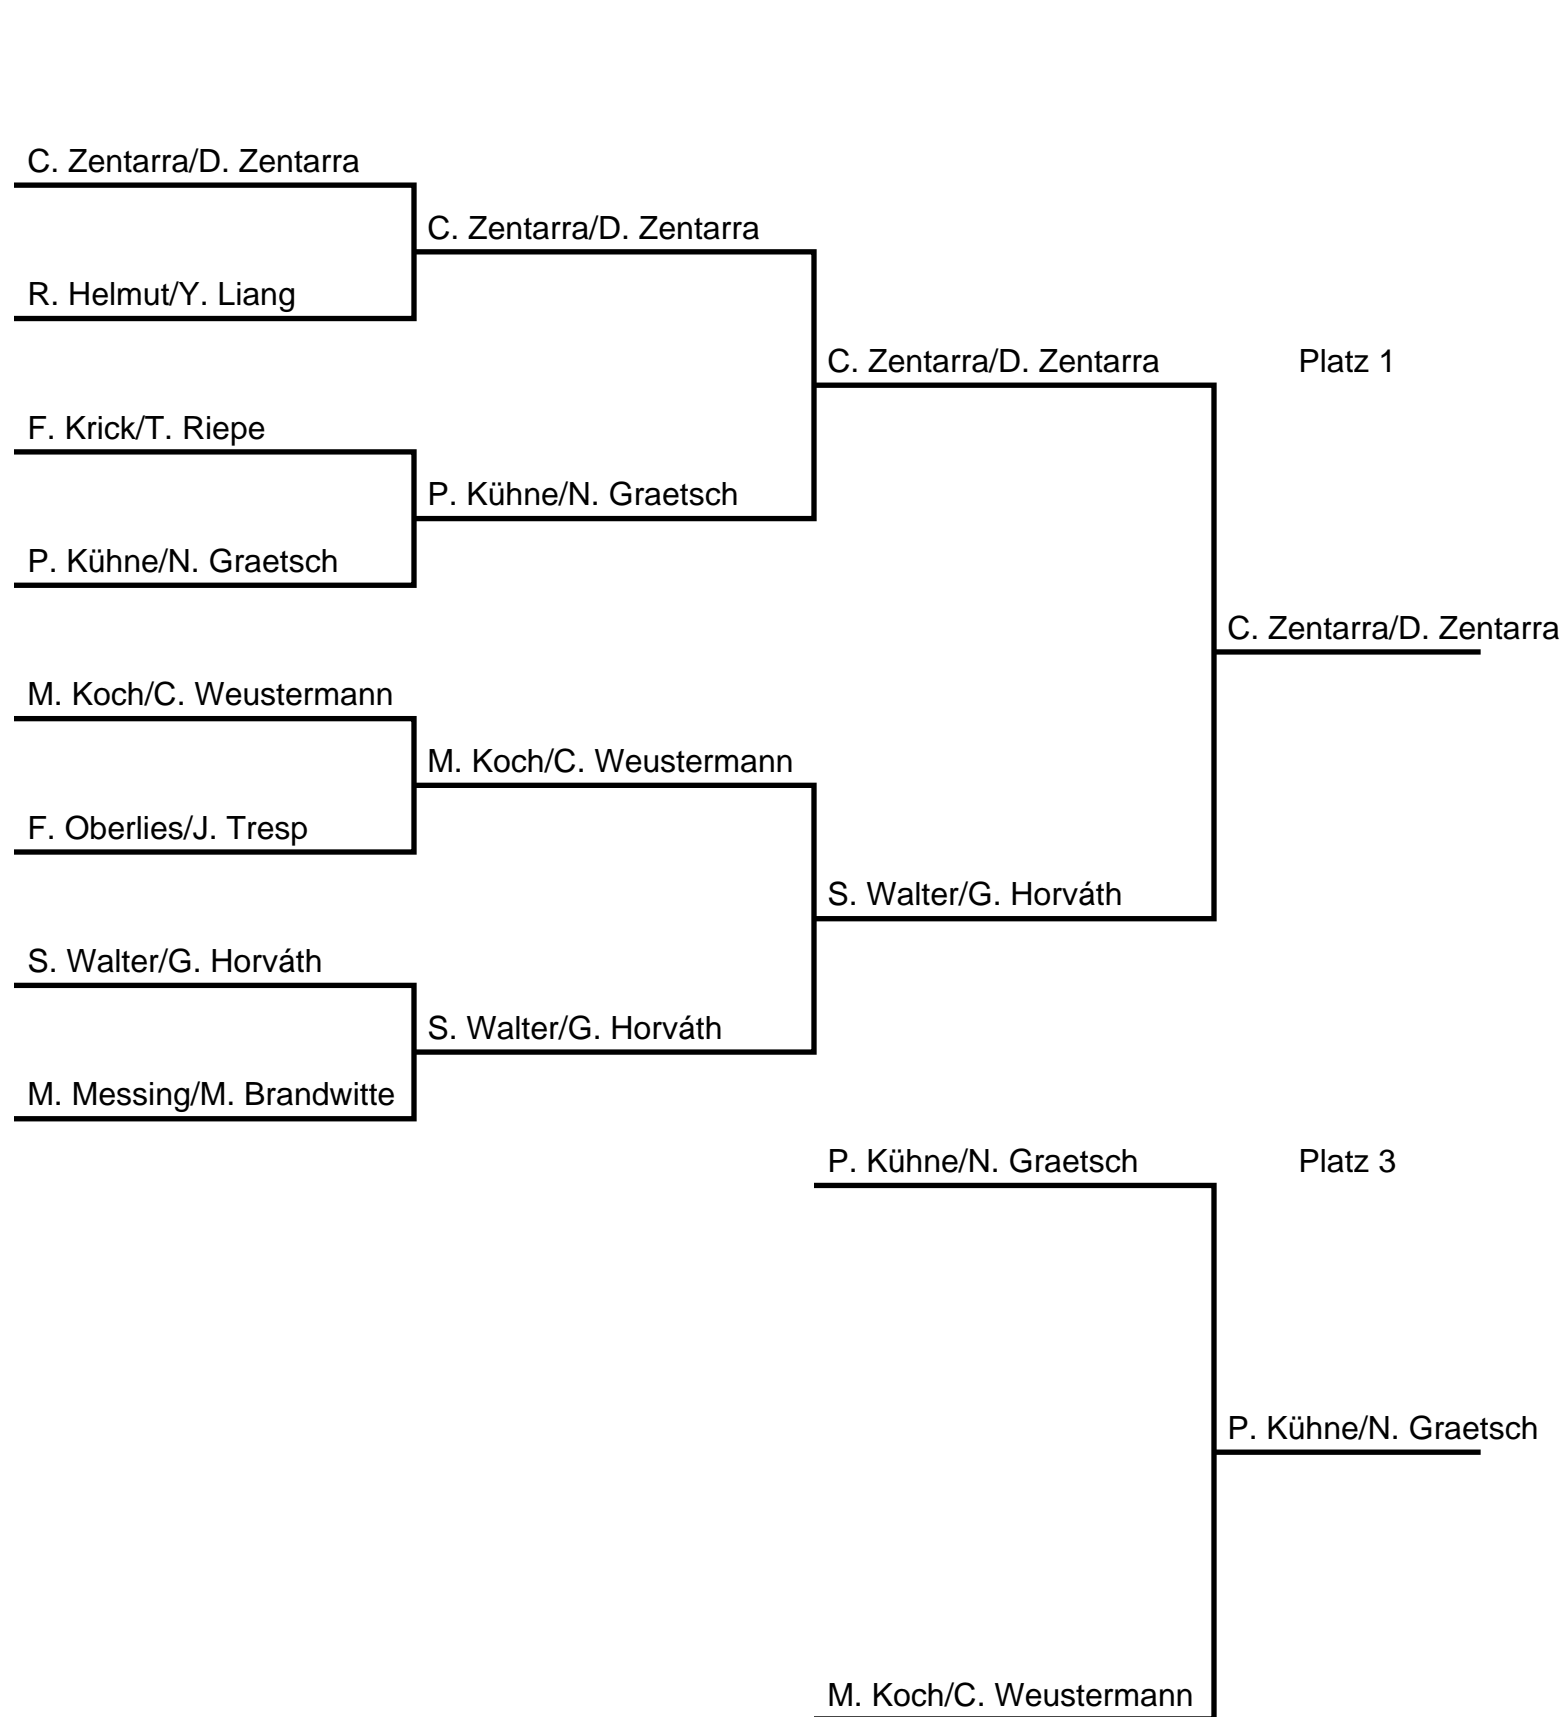 C. Zentarra/D. Zentarra
C. Zentarra/D. Zentarra
R. Helmut/Y. Liang
C. Zentarra/D. Zentarra Platz 1
F. Krick/T. Riepe
P. Kühne/N. Graetsch
P. Kühne/N. Graetsch
C. Zentarra/D. Zentarra
M. Koch/C. Weustermann
M. Koch/C. Weustermann
F. Oberlies/J. Tresp
S. Walter/G. Horváth
S. Walter/G. Horváth
S. Walter/G. Horváth
M. Messing/M. Brandwitte
P. Kühne/N. Graetsch Platz 3
P. Kühne/N. Graetsch
M. Koch/C. Weustermann